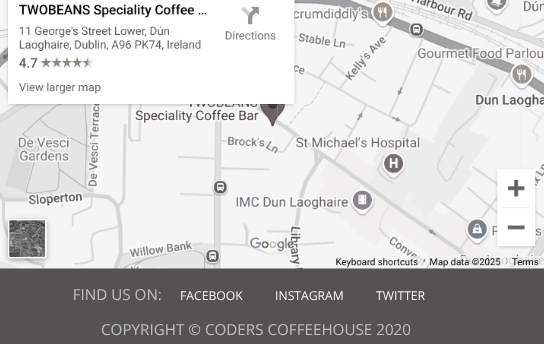 TWOBEANS Speciality Coffee ...
11 George's Street Lower, Dún
Laoghaire, Dublin, A96 PK74, Ireland
4.7
View larger map
Directions
crumdiddly's
Harbour Rd
Stable Ln
Kelly's Ave
Gourmet Food Parlou
Dun Laogha
TWOBEANS
Speciality Coffee Bar
Brock's Ln
St Michael's Hospital
H
De Vesci
Gardens
De Vesci Terrace
Sloperton
IMC Dun Laoghaire
Library
Willow Bank
Google
Keyboard shortcuts
Map data ©2025
Terms
FIND US ON:
FACEBOOK
INSTAGRAM
TWITTER
COPYRIGHT © CODERS COFFEEHOUSE 2020